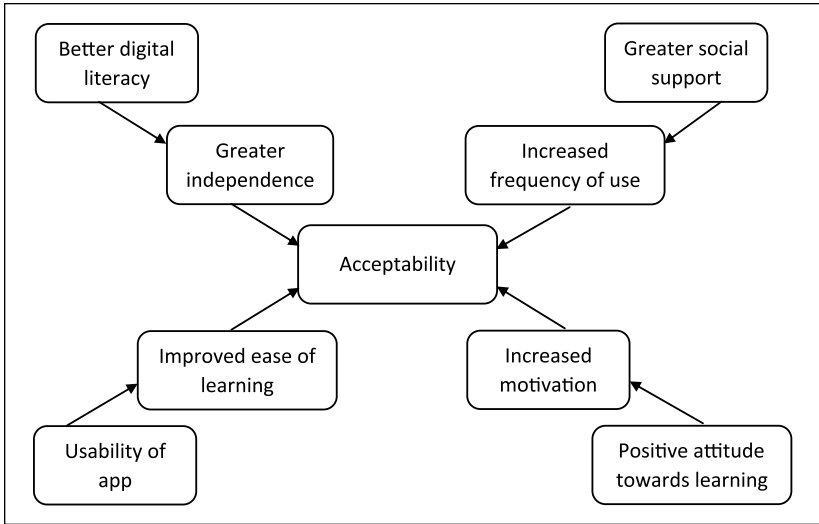 Better digital
literacy
Greater social
support
Greater
independence
Increased
frequency of use
Acceptability
Improved ease of
learning
Increased
motivation
Usability of
app
Positive attitude
towards learning